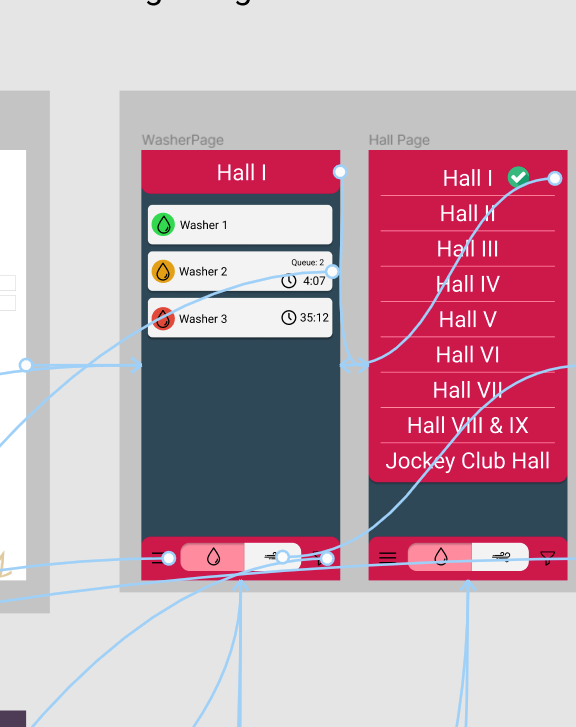 WasherPage
Hall I
Washer 1
Queue: 2
Washer 2
4:07
Washer 3
35:12
Hall Page
Hall I
Hall II
Hall III
Hall IV
Hall V
Hall VI
Hall VII
Hall VIII & IX
Jockey Club Hall